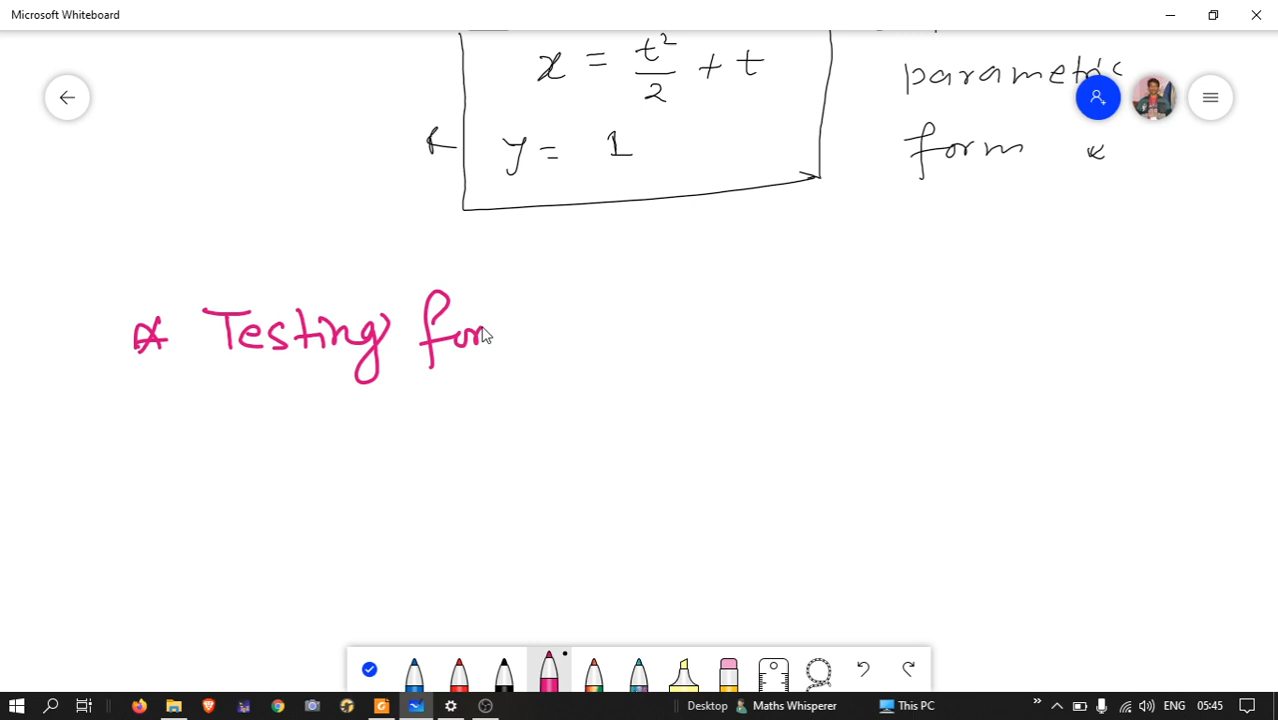 Microsoft Whiteboard
x = t²/2 + t
y = 1
parametric
form
Testing for
Desktop
Maths Whisperer
»
This PC
»
ENG
05:45